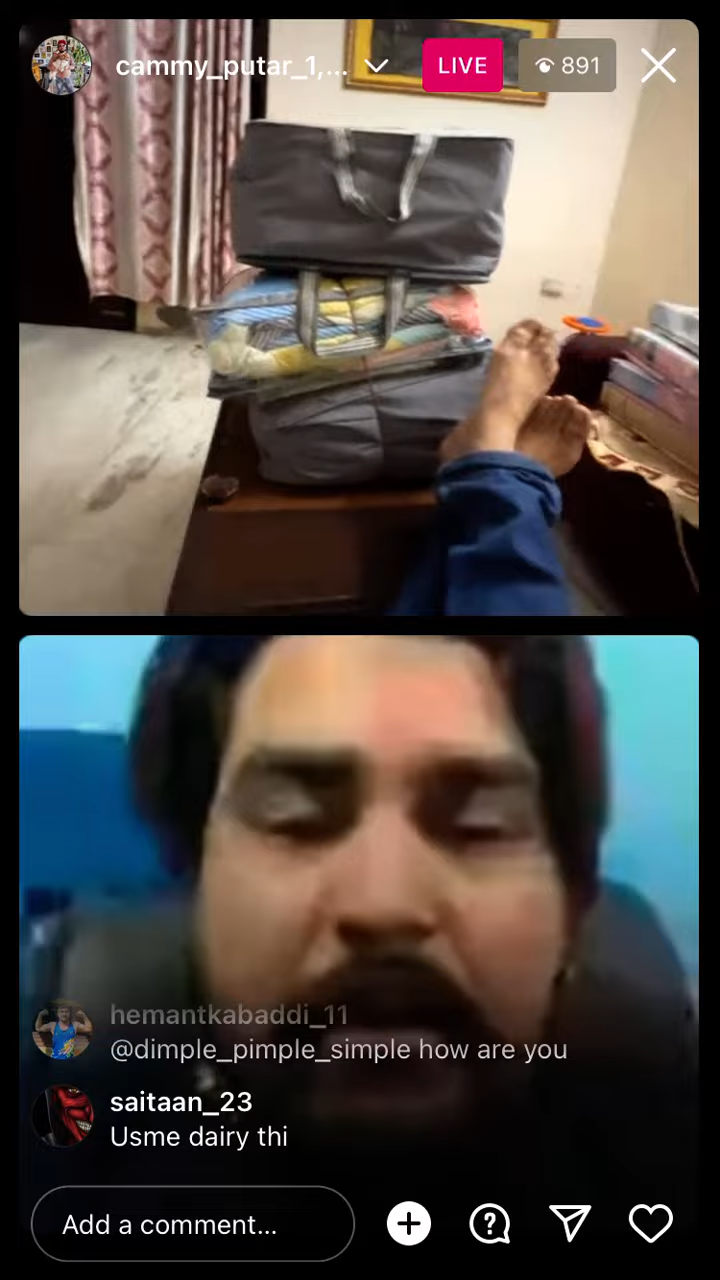 cammy_putar_1,...
LIVE
891
hemantkabaddi_11
@dimple_pimple_simple how are you
saitaan_23
Usme dairy thi
Add a comment...